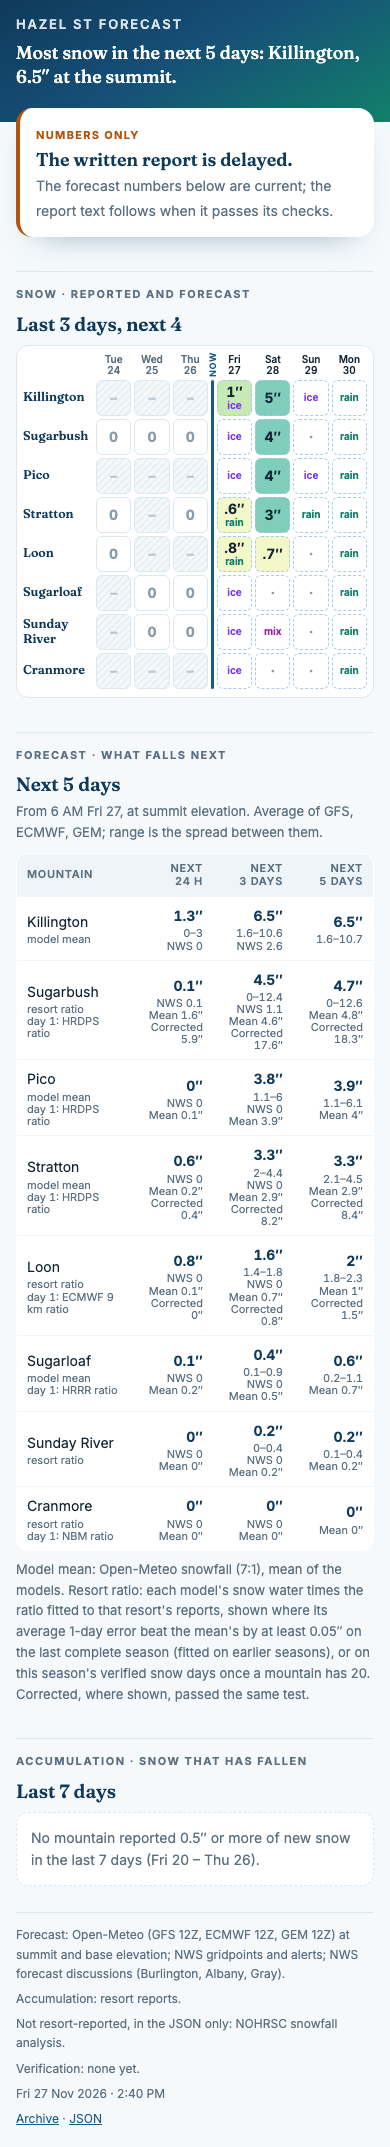 HAZEL ST FORECAST
Most snow in the next 5 days: Killington,
6.5″ at the summit.
NUMBERS ONLY
The written report is delayed.
The forecast numbers below are current; the
report text follows when it passes its checks.
SNOW · REPORTED AND FORECAST
Last 3 days, next 4
Tue 24 Wed 25 Thu 26 NOW Fri 27 Sat 28 Sun 29 Mon 30
Killington – – – 1″ ice 5″ ice rain
Sugarbush 0 0 0 ice 4″ · rain
Pico – – – ice 4″ ice rain
Stratton 0 – 0 .6″ rain 3″ rain rain
Loon 0 – 0 .8″ rain .7″ · rain
Sugarloaf – 0 0 ice · · rain
Sunday River – 0 0 ice mix · rain
Cranmore – – – ice · · rain
FORECAST · WHAT FALLS NEXT
Next 5 days
From 6 AM Fri 27, at summit elevation. Average of GFS,
ECMWF, GEM; range is the spread between them.
MOUNTAIN NEXT 24 H NEXT 3 DAYS NEXT 5 DAYS
Killington 1.3″ 6.5″ 6.5″
model mean 0–3 1.6–10.6 1.6–10.7
NWS 0 NWS 2.6
Sugarbush 0.1″ 4.5″ 4.7″
resort ratio NWS 0.1 0–12.4 0–12.6
day 1: HRDPS Mean 1.6″ NWS 1.1 Mean 4.8″
ratio Corrected Mean 4.6″ Corrected
5.9″ Corrected 18.3″
17.6″
Pico 0″ 3.8″ 3.9″
model mean NWS 0 1.1–6 1.1–6.1
day 1: HRDPS Mean 0.1″ NWS 0 Mean 4″
ratio Mean 3.9″
Stratton 0.6″ 3.3″ 3.3″
model mean NWS 0 2–4.4 2.1–4.5
day 1: HRDPS Mean 0.2″ NWS 0 Mean 2.9″
ratio Corrected Mean 2.9″ Corrected
0.4″ Corrected 8.4″
8.2″
Loon 0.8″ 1.6″ 2″
resort ratio NWS 0 1.4–1.8 1.8–2.3
day 1: ECMWF 9 Mean 0.1″ NWS 0 Mean 1″
km ratio Corrected Mean 0.7″ Corrected
0″ Corrected 1.5″
0.8″
Sugarloaf 0.1″ 0.4″ 0.6″
model mean NWS 0 0.1–0.9 0.2–1.1
day 1: HRRR ratio Mean 0.2″ NWS 0 Mean 0.7″
Mean 0.5″
Sunday River 0″ 0.2″ 0.2″
resort ratio NWS 0 0–0.4 0.1–0.4
Mean 0″ NWS 0 Mean 0.2″
Mean 0.2″
Cranmore 0″ 0″ 0″
resort ratio NWS 0 NWS 0 Mean 0″
day 1: NBM ratio Mean 0″ Mean 0″
Model mean: Open-Meteo snowfall (7:1), mean of the
models. Resort ratio: each model's snow water times the
ratio fitted to that resort's reports, shown where its
average 1-day error beat the mean's by at least 0.05″ on
the last complete season (fitted on earlier seasons), or on
this season's verified snow days once a mountain has 20.
Corrected, where shown, passed the same test.
ACCUMULATION · SNOW THAT HAS FALLEN
Last 7 days
No mountain reported 0.5″ or more of new snow
in the last 7 days (Fri 20 – Thu 26).
Forecast: Open-Meteo (GFS 12Z, ECMWF 12Z, GEM 12Z) at
summit and base elevation; NWS gridpoints and alerts; NWS
forecast discussions (Burlington, Albany, Gray).
Accumulation: resort reports.
Not resort-reported, in the JSON only: NOHRSC snowfall
analysis.
Verification: none yet.
Fri 27 Nov 2026 · 2:40 PM
Archive · JSON